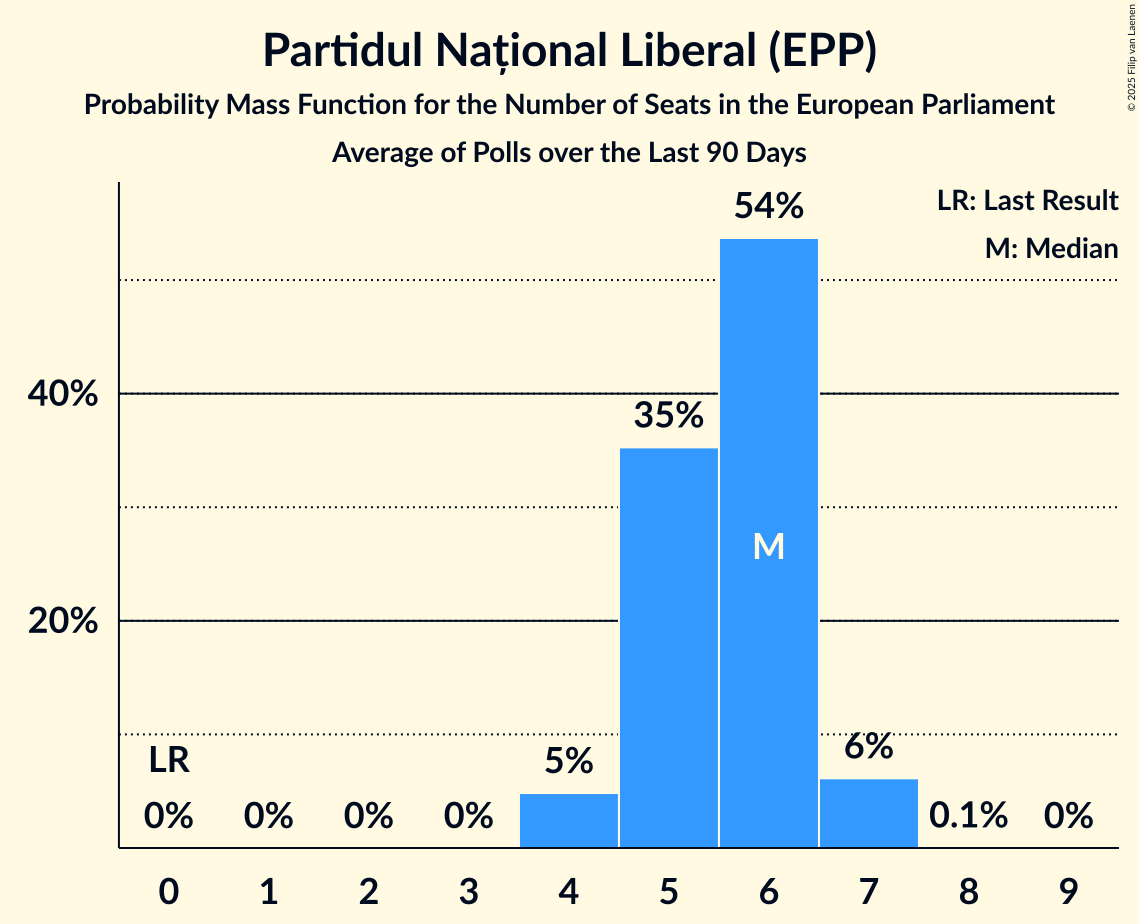 Partidul Național Liberal (EPP)
Probability Mass Function for the Number of Seats in the European Parliament
Average of Polls over the Last 90 Days
© 2025 Filip van Laenen
LR: Last Result
M: Median
54%
40%
35%
M
20%
LR
5%
6%
0%
0%
0%
0%
0.1%
0%
0 1 2 3 4 5 6 7 8 9